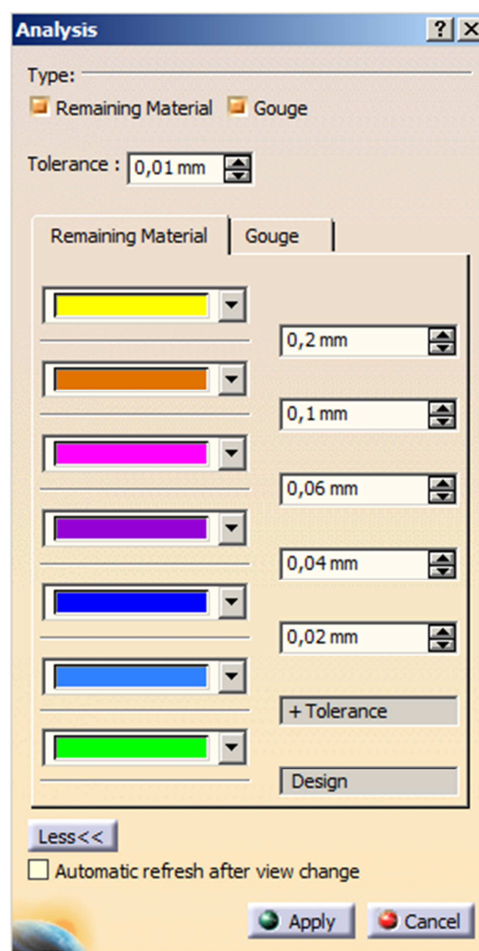 Analysis
Type:
Remaining Material Gouge
Tolerance : 0,01 mm
Remaining Material Gouge
0,2 mm
0,1 mm
0,06 mm
0,04 mm
0,02 mm
+ Tolerance
Design
Less<<
Automatic refresh after view change
Apply Cancel